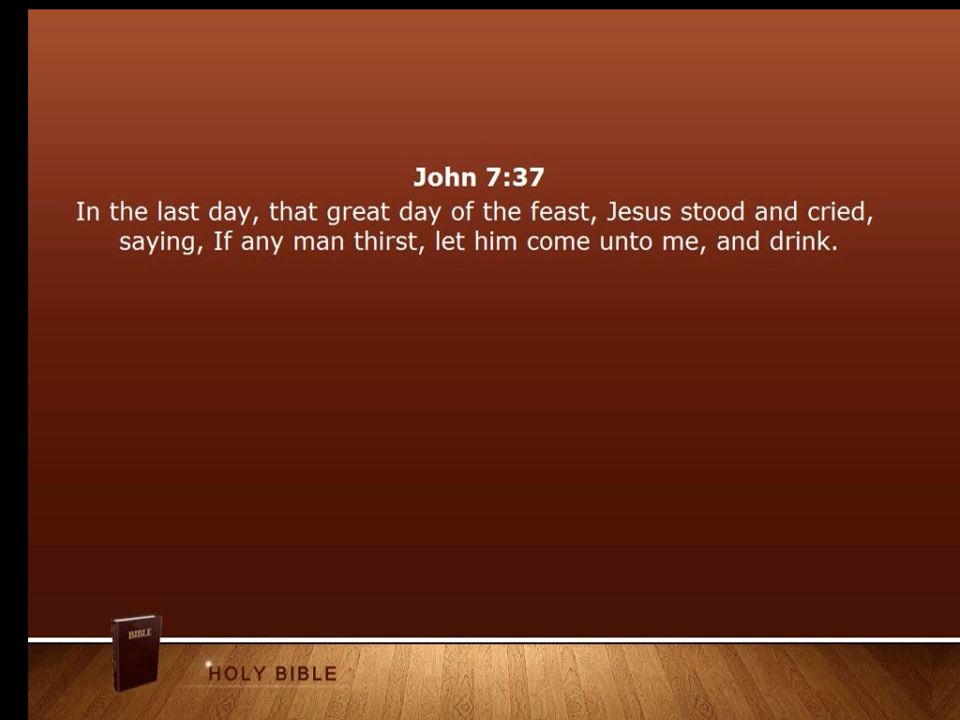 John 7:37
In the last day, that great day of the feast, Jesus stood and cried,
saying, If any man thirst, let him come unto me, and drink.
BIBLE
HOLY BIBLE